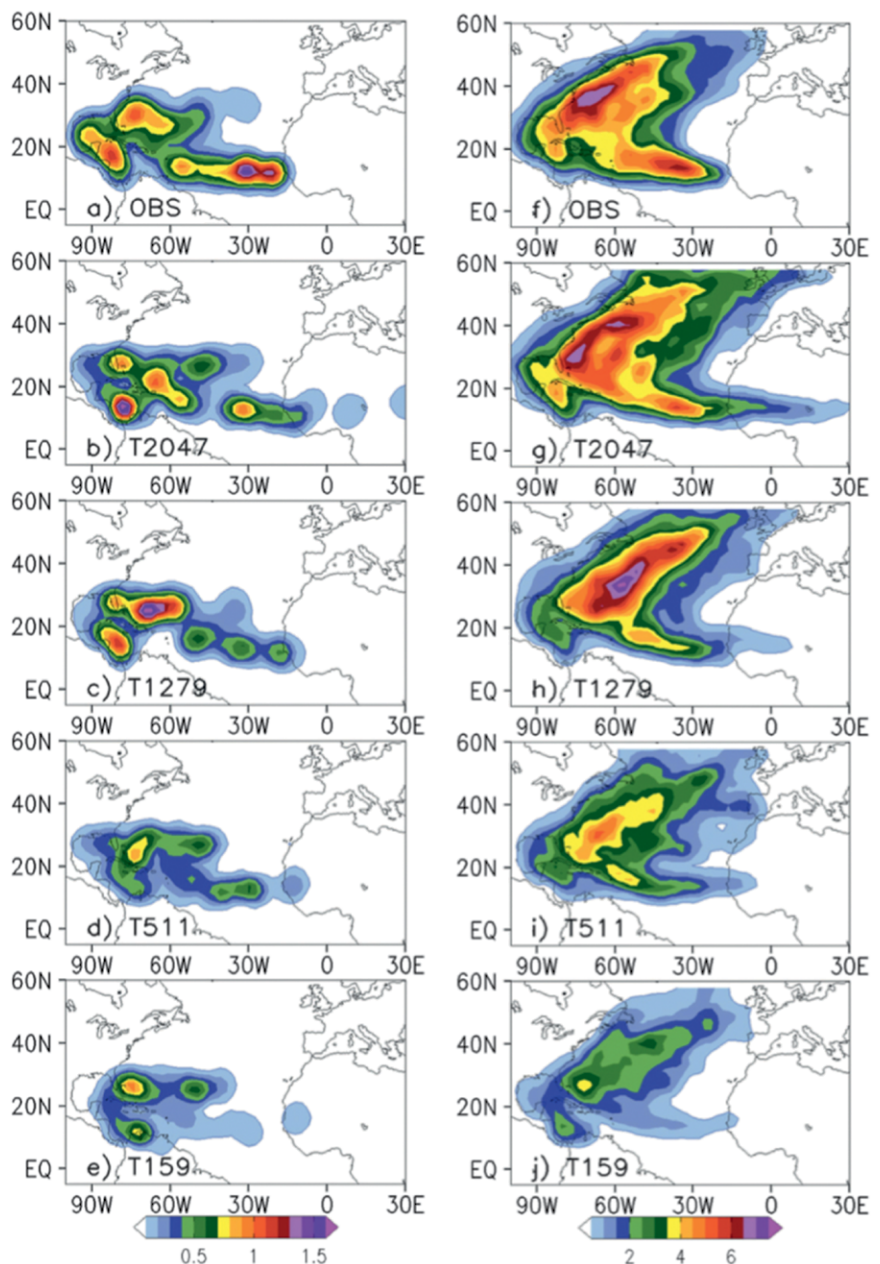 60N
40N
20N
EQ
a) OBS
90W 60W 30W 0 30E
60N
40N
20N
EQ
f) OBS
90W 60W 30W 0 30E
60N
40N
20N
EQ
b) T2047
90W 60W 30W 0 30E
60N
40N
20N
EQ
g) T2047
90W 60W 30W 0 30E
60N
40N
20N
EQ
c) T1279
90W 60W 30W 0 30E
60N
40N
20N
EQ
h) T1279
90W 60W 30W 0 30E
60N
40N
20N
EQ
d) T511
90W 60W 30W 0 30E
60N
40N
20N
EQ
i) T511
90W 60W 30W 0 30E
60N
40N
20N
EQ
e) T159
90W 60W 30W 0 30E
60N
40N
20N
EQ
j) T159
90W 60W 30W 0 30E
0.5 1 1.5
2 4 6